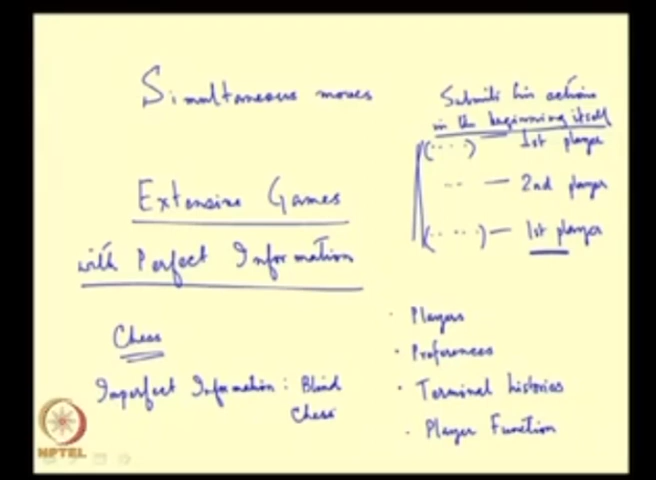 Simultaneous moves
Submits his actions
in the beginning itself
(....) — 1st player
.. — 2nd player
(....) — 1st player
Extensive Games
with Perfect Information
Chess
Imperfect Information : Blind
Chess
· Players
· Preferences
· Terminal histories
· Player Function
NPTEL